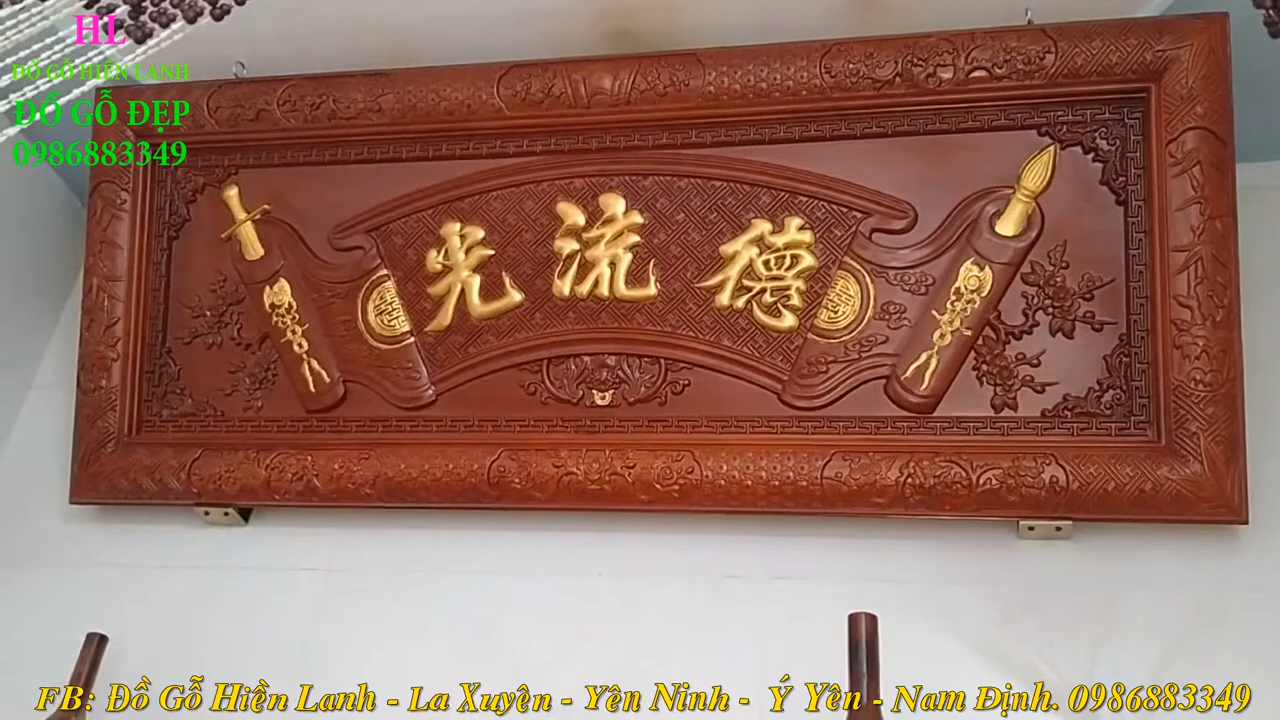 HL
ĐỒ GỖ HIỀN LANH
ĐỒ GỖ ĐẸP
0986883349
光流德
FB: Đồ Gỗ Hiền Lanh - La Xuyên - Yên Ninh - Ý Yên - Nam Định. 0986883349